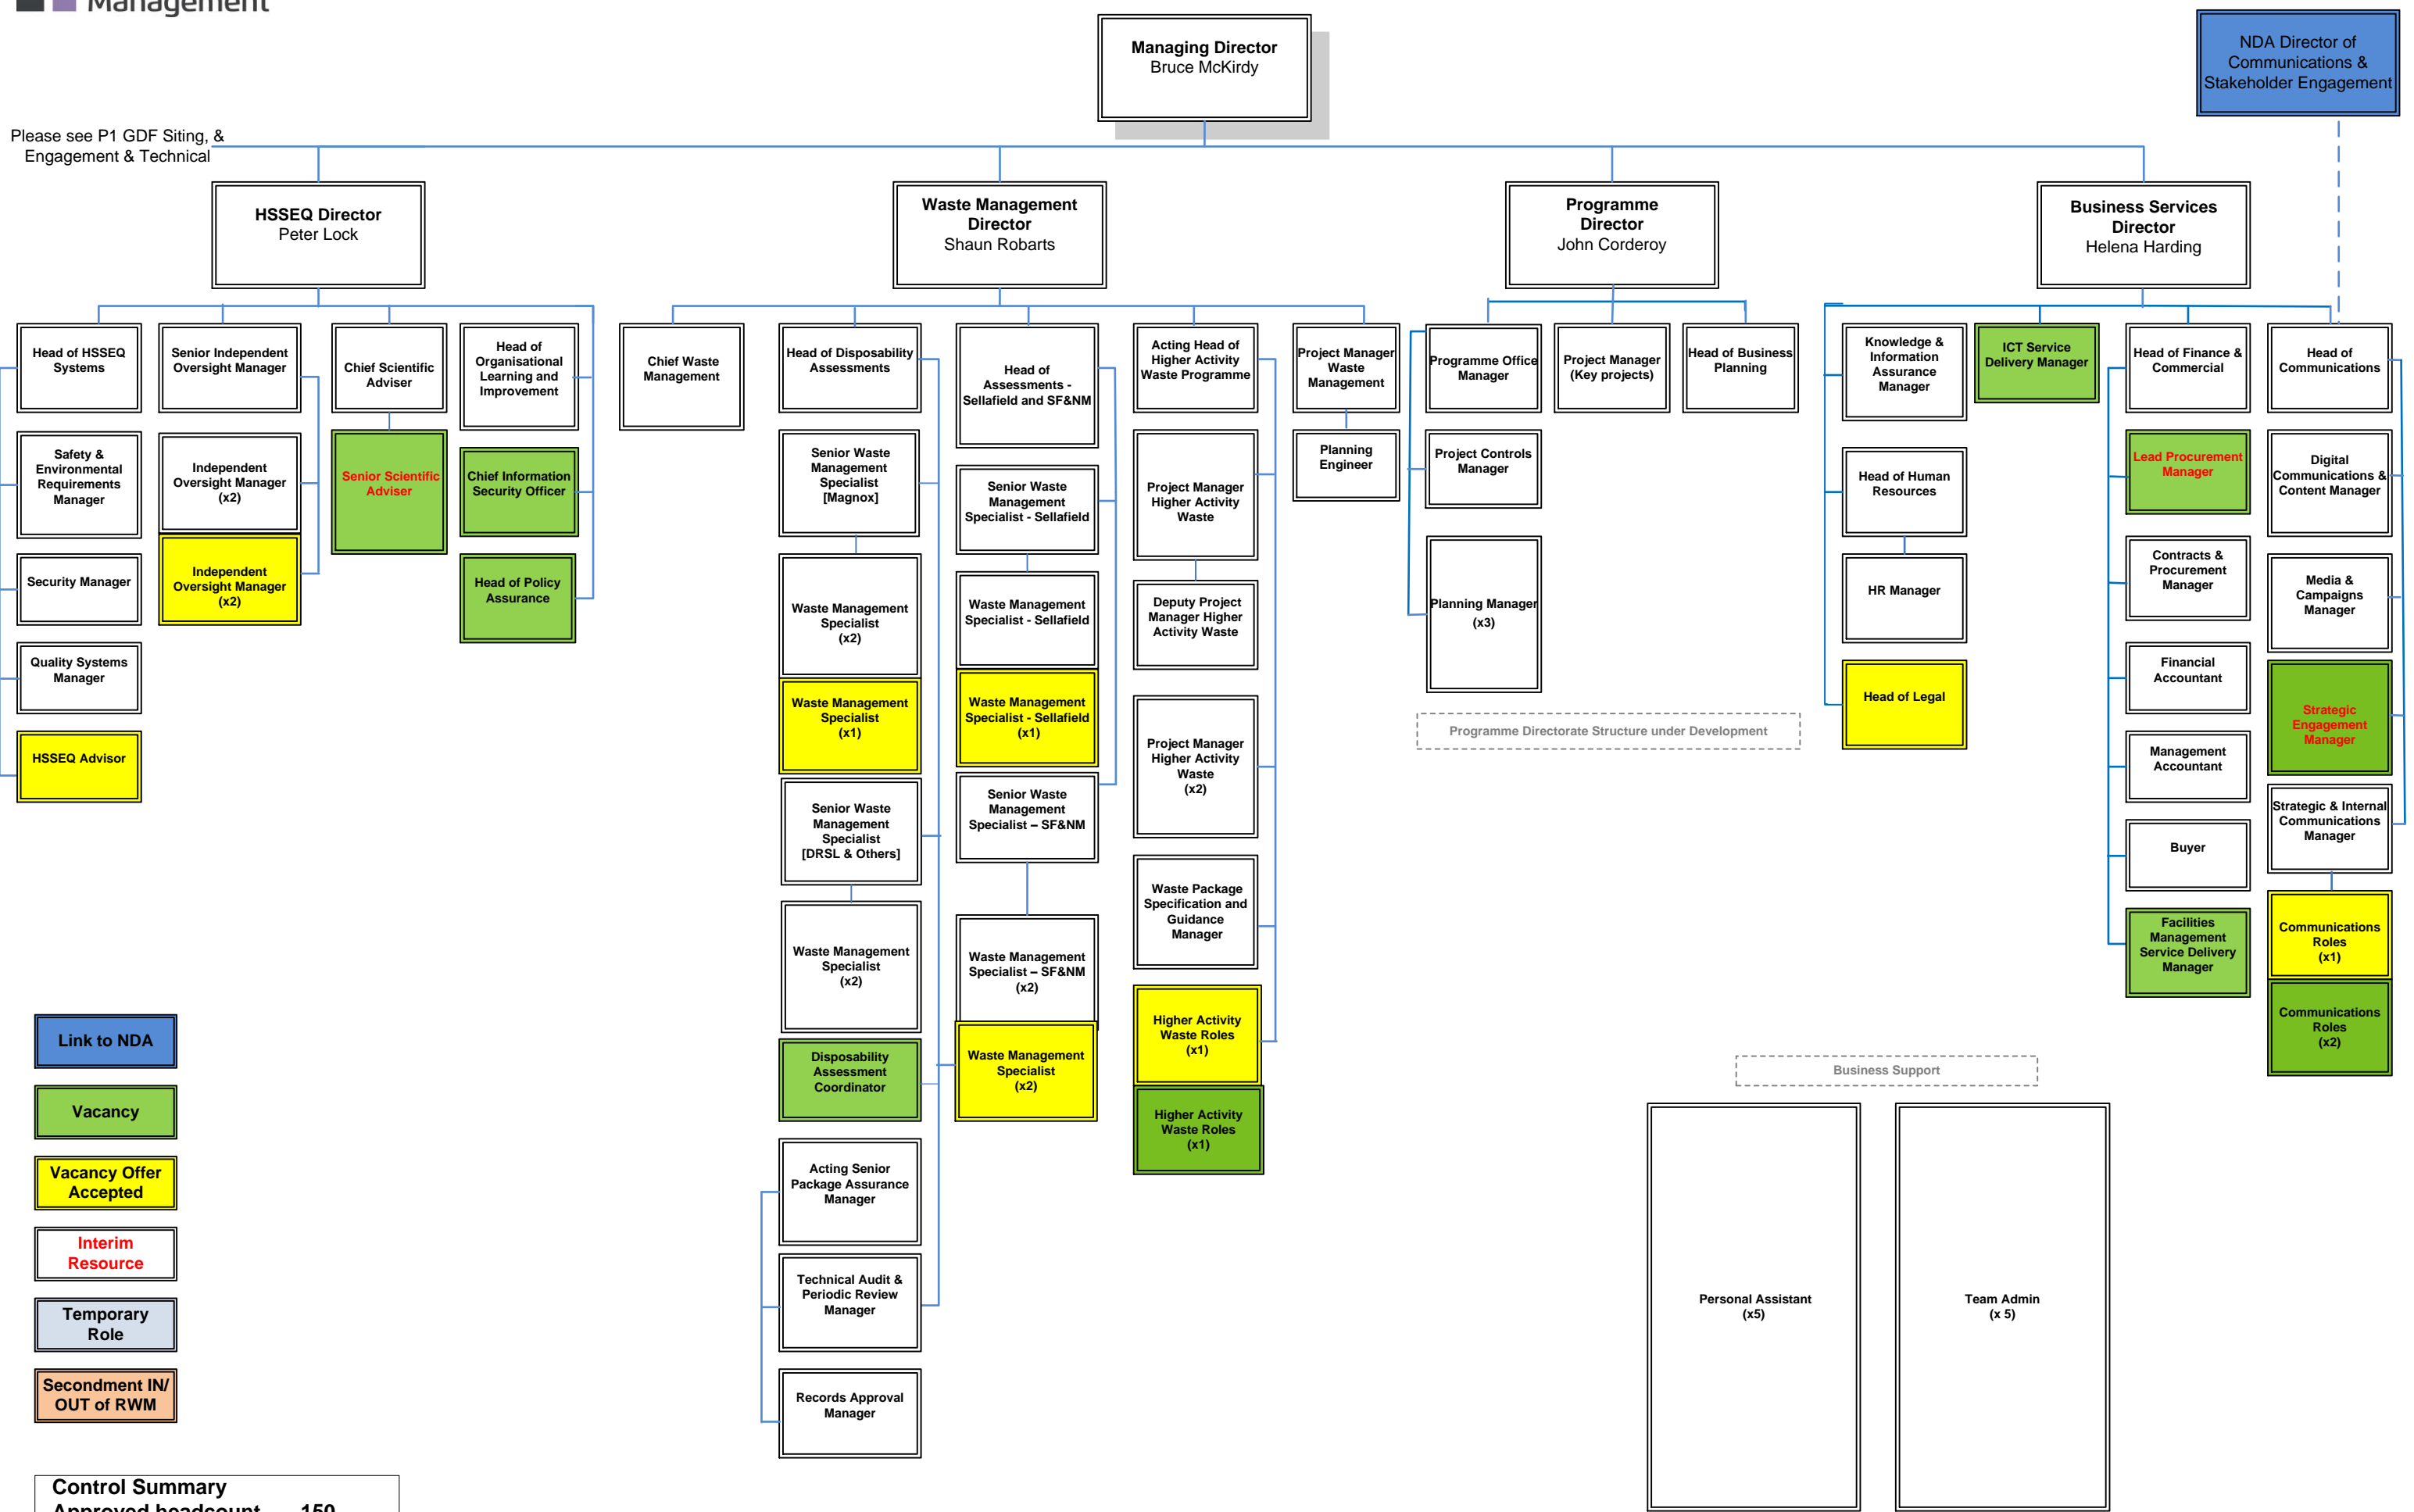 Management
Managing Director
Bruce McKirdy
NDA Director of
Communications &
Stakeholder Engagement
Please see P1 GDF Siting, &
Engagement & Technical
HSSEQ Director
Peter Lock
Waste Management
Director
Shaun Robarts
Programme
Director
John Corderoy
Business Services
Director
Helena Harding
Head of HSSEQ
Systems
Safety &
Environmental
Requirements
Manager
Security Manager
Quality Systems
Manager
HSSEQ Advisor
Senior Independent
Oversight Manager
Independent
Oversight Manager
(x2)
Independent
Oversight Manager
(x2)
Chief Scientific
Adviser
Senior Scientific
Adviser
Head of
Organisational
Learning and
Improvement
Chief Information
Security Officer
Head of Policy
Assurance
Chief Waste
Management
Head of Disposability
Assessments
Senior Waste
Management
Specialist
[Magnox]
Waste Management
Specialist
(x2)
Waste Management
Specialist
(x1)
Senior Waste
Management
Specialist
[DRSL & Others]
Waste Management
Specialist
(x2)
Disposability
Assessment
Coordinator
Acting Senior
Package Assurance
Manager
Technical Audit &
Periodic Review
Manager
Records Approval
Manager
Head of
Assessments -
Sellafield and SF&NM
Senior Waste
Management
Specialist - Sellafield
Waste Management
Specialist - Sellafield
Waste Management
Specialist - Sellafield
(x1)
Senior Waste
Management
Specialist – SF&NM
Waste Management
Specialist – SF&NM
(x2)
Waste Management
Specialist
(x2)
Acting Head of
Higher Activity
Waste Programme
Project Manager
Higher Activity
Waste
Deputy Project
Manager Higher
Activity Waste
Project Manager
Higher Activity
Waste
(x2)
Waste Package
Specification and
Guidance
Manager
Higher Activity
Waste Roles
(x1)
Higher Activity
Waste Roles
(x1)
Project Manager
Waste
Management
Planning
Engineer
Programme Office
Manager
Project Controls
Manager
Planning Manager
(x3)
Project Manager
(Key projects)
Head of Business
Planning
Programme Directorate Structure under Development
Knowledge &
Information
Assurance
Manager
Head of Human
Resources
HR Manager
Head of Legal
ICT Service
Delivery Manager
Head of Finance &
Commercial
Lead Procurement
Manager
Contracts &
Procurement
Manager
Financial
Accountant
Management
Accountant
Buyer
Facilities
Management
Service Delivery
Manager
Head of
Communications
Digital
Communications &
Content Manager
Media &
Campaigns
Manager
Strategic
Engagement
Manager
Strategic & Internal
Communications
Manager
Communications
Roles
(x1)
Communications
Roles
(x2)
Business Support
Personal Assistant
(x5)
Team Admin
(x 5)
Link to NDA
Vacancy
Vacancy Offer
Accepted
Interim
Resource
Temporary
Role
Secondment IN/
OUT of RWM
Control Summary
Approved headcount 150